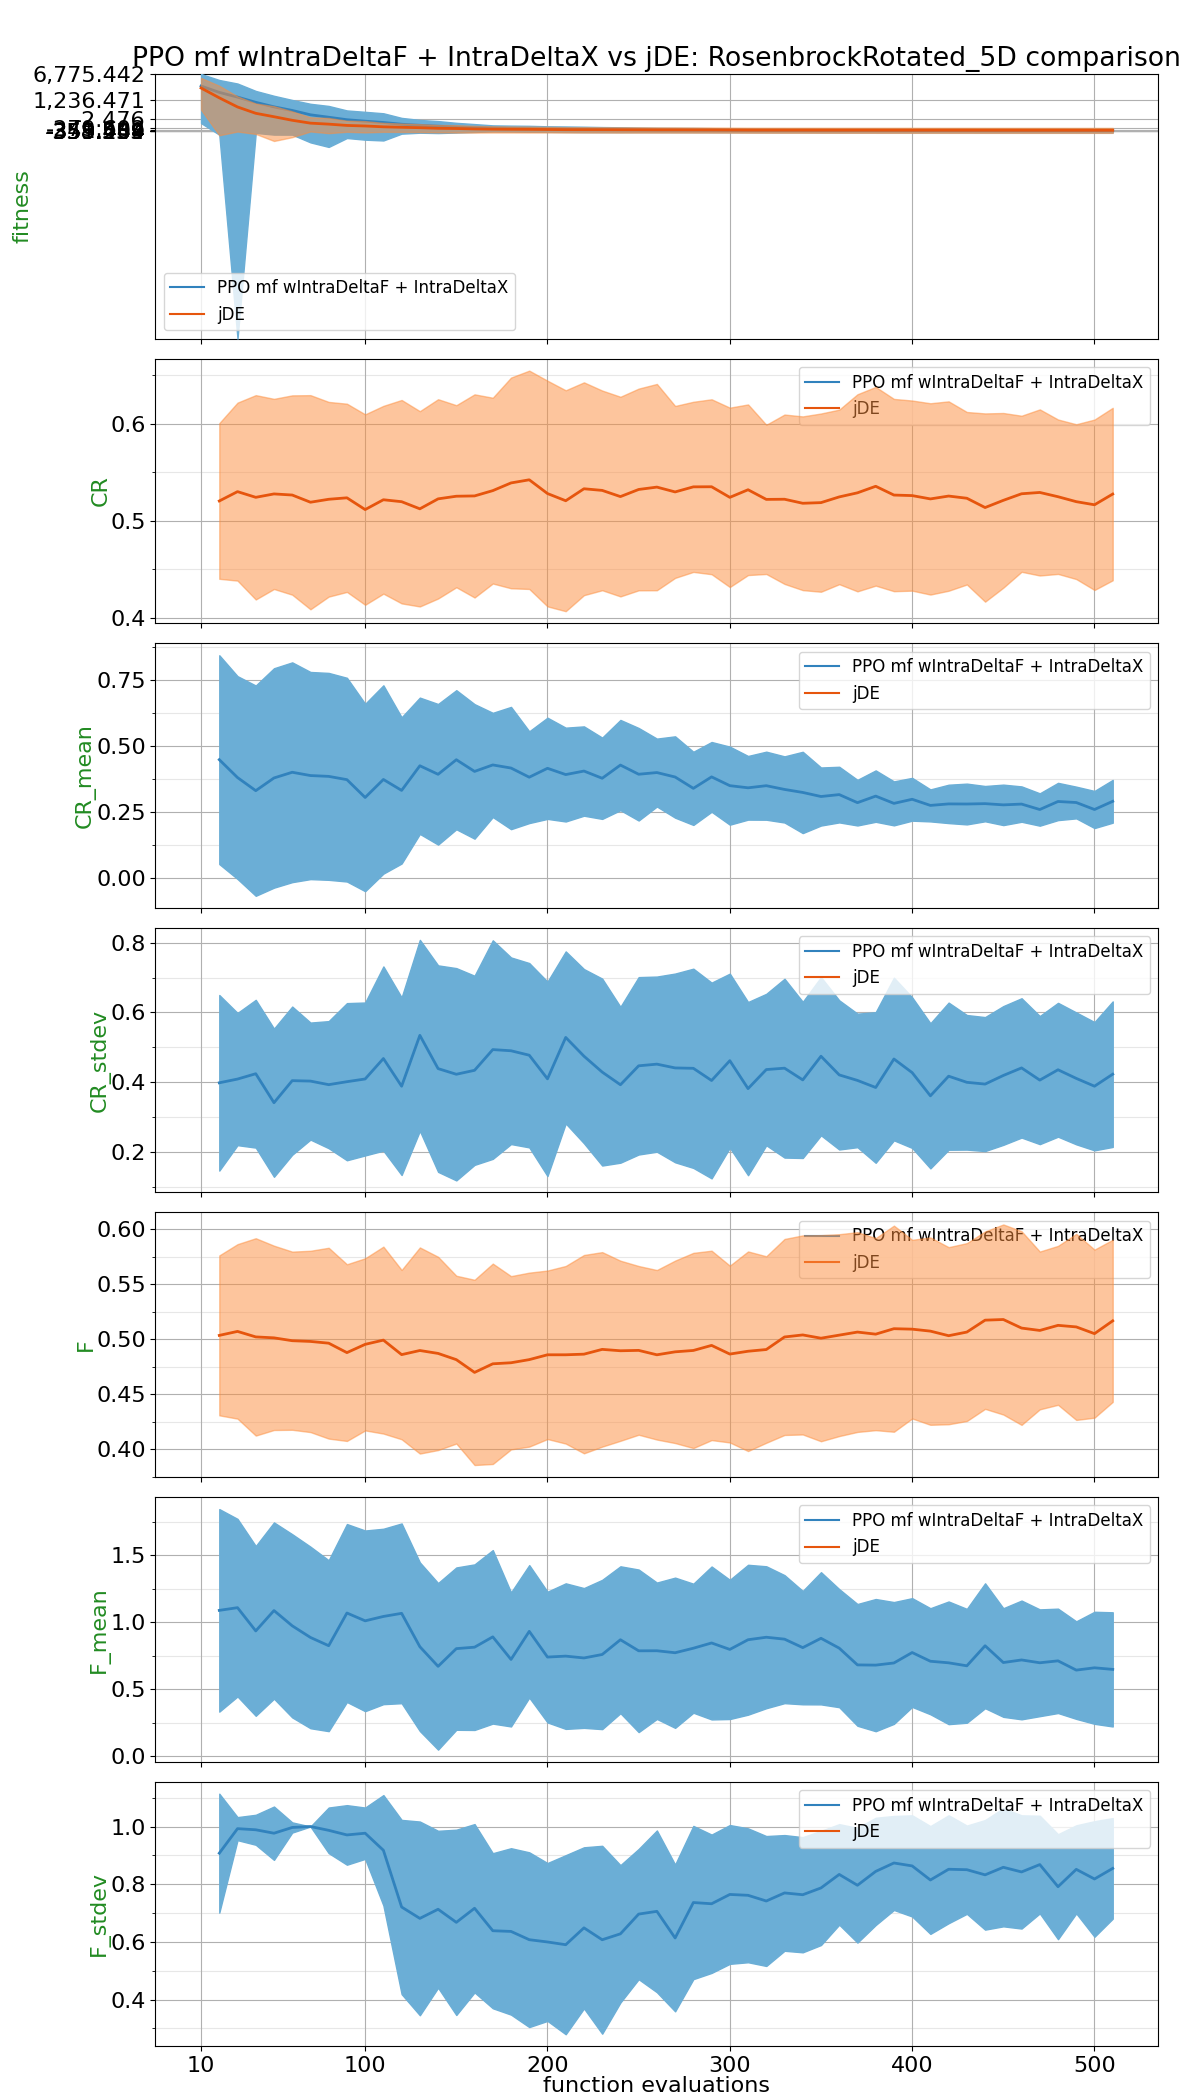 PPO mf wIntraDeltaF + IntraDeltaX vs jDE: RosenbrockRotated_5D comparison
6,775.442
1,236.471
2.476
fitness
PPO mf wIntraDeltaF + IntraDeltaX
jDE
PPO mf wIntraDeltaF + IntraDeltaX
jDE
0.6
0.5
0.4
CR
PPO mf wIntraDeltaF + IntraDeltaX
jDE
0.75
0.50
0.25
0.00
CR_mean
PPO mf wIntraDeltaF + IntraDeltaX
jDE
0.8
0.6
0.4
0.2
CR_stdev
PPO mf wIntraDeltaF + IntraDeltaX
jDE
0.60
0.55
0.50
0.45
0.40
F
PPO mf wIntraDeltaF + IntraDeltaX
jDE
1.5
1.0
0.5
0.0
F_mean
PPO mf wIntraDeltaF + IntraDeltaX
jDE
1.0
0.8
0.6
0.4
F_stdev
10 100 200 300 400 500
function evaluations